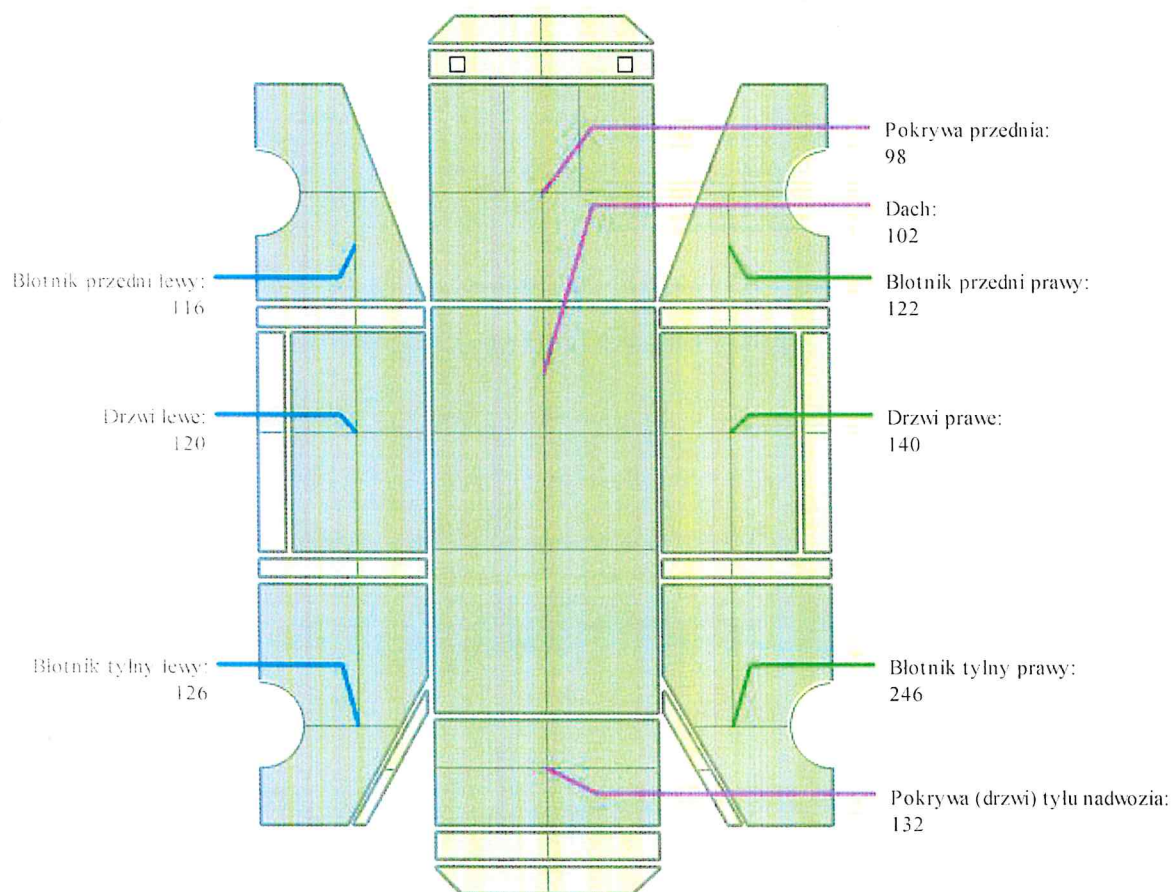 Pokrywa przednia:
98
Dach:
102
Błotnik przedni lewy:
116
Błotnik przedni prawy:
122
Drzwi lewe:
120
Drzwi prawe:
140
Błotnik tylny lewy:
126
Błotnik tylny prawy:
246
Pokrywa (drzwi) tyłu nadwozia:
132